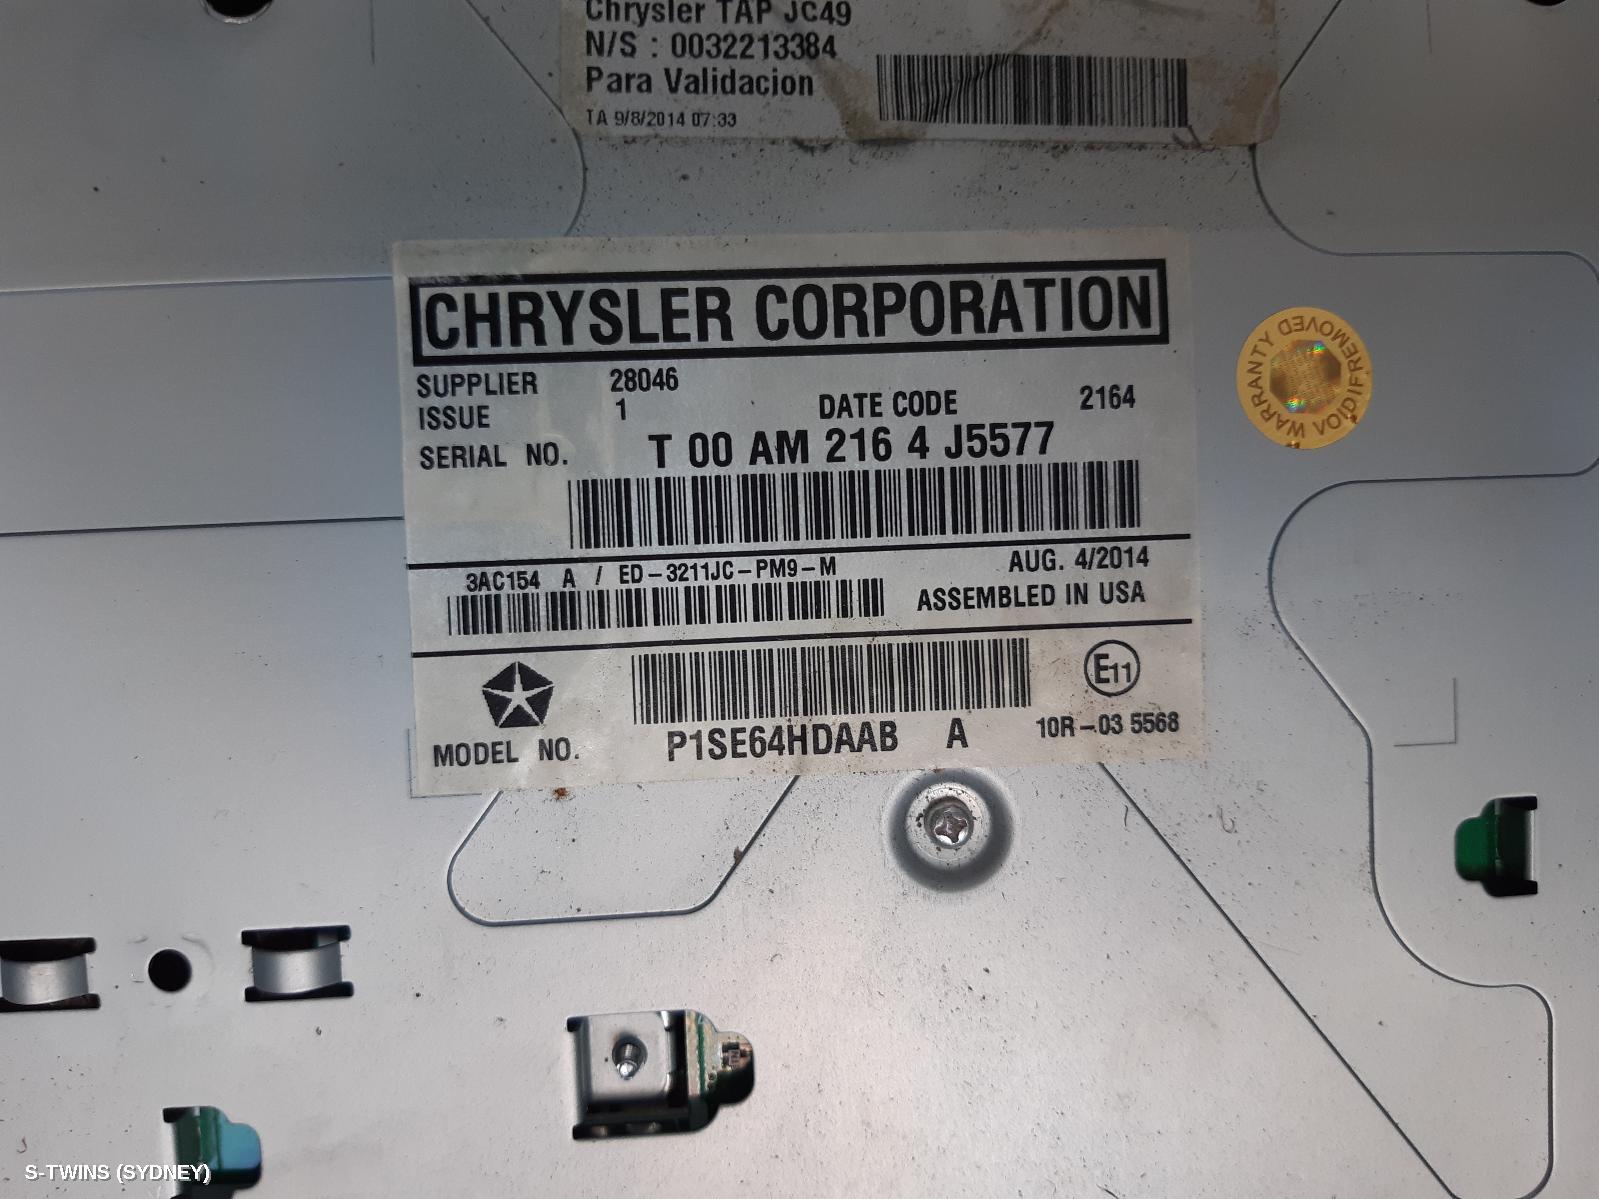 Chrysler TAP JC49
N/S : 0032213384
Para Validacion
TA 9/8/2014 07:33
CHRYSLER CORPORATION
SUPPLIER 28046
ISSUE 1 DATE CODE 2164
SERIAL NO. T 00 AM 216 4 J5577
3AC154 A / ED-3211JC-PM9-M AUG. 4/2014
ASSEMBLED IN USA
E11
MODEL NO. P1SE64HDAAB A 10R-03 5568
WARRANTY VOID IF REMOVED
S-TWINS (SYDNEY)